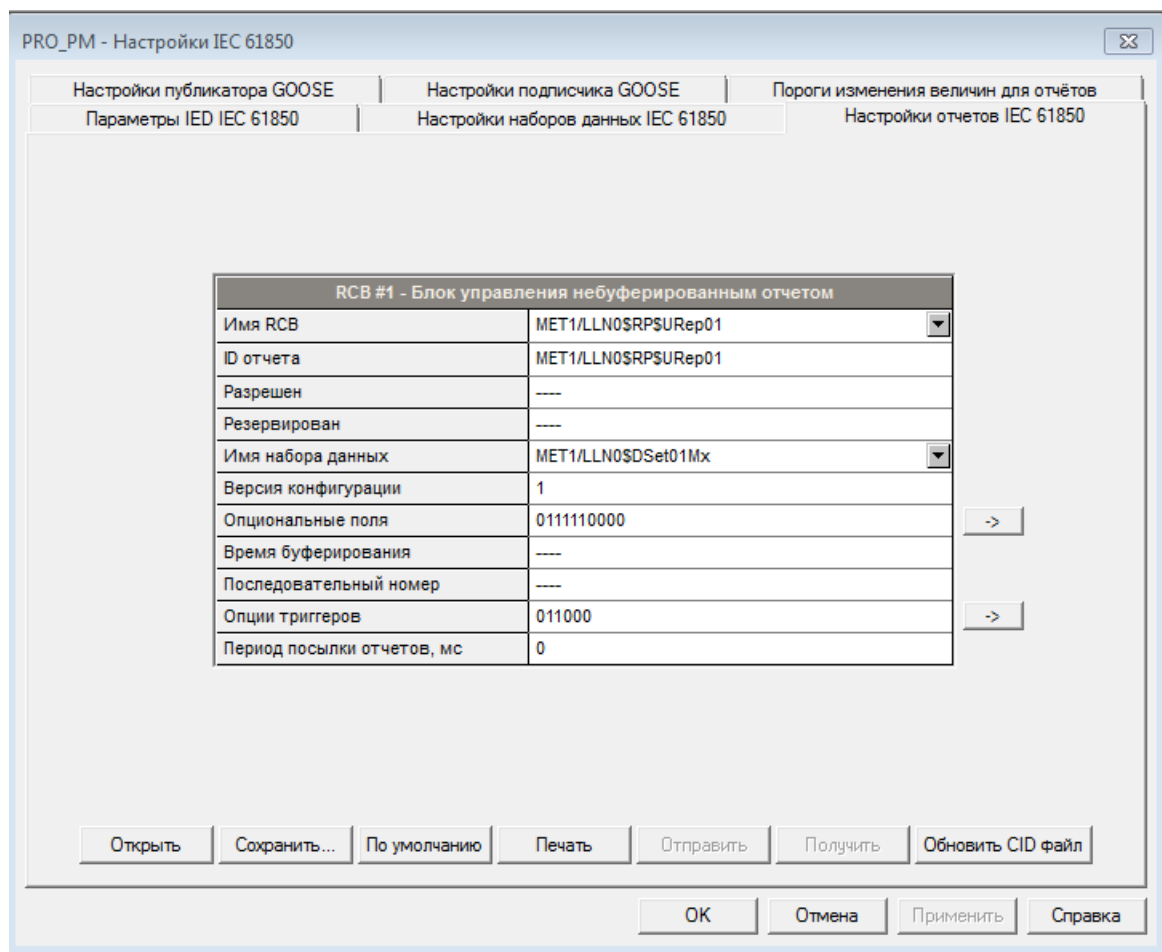 PRO_PM - Настройки IEC 61850
Настройки публикатора GOOSE Настройки подписчика GOOSE Пороги изменения величин для отчётов
Параметры IED IEC 61850 Настройки наборов данных IEC 61850 Настройки отчетов IEC 61850
RCB #1 - Блок управления небуферированным отчетом
Имя RCB MET1/LLN0$RP$URep01
ID отчета MET1/LLN0$RP$URep01
Разрешен ----
Резервирован ----
Имя набора данных MET1/LLN0$DSet01Mx
Версия конфигурации 1
Опциональные поля 0111110000 ->
Время буферирования ----
Последовательный номер ----
Опции триггеров 011000 ->
Период посылки отчетов, мс 0
Открыть Сохранить... По умолчанию Печать Отправить Получить Обновить CID файл
OK Отмена Применить Справка